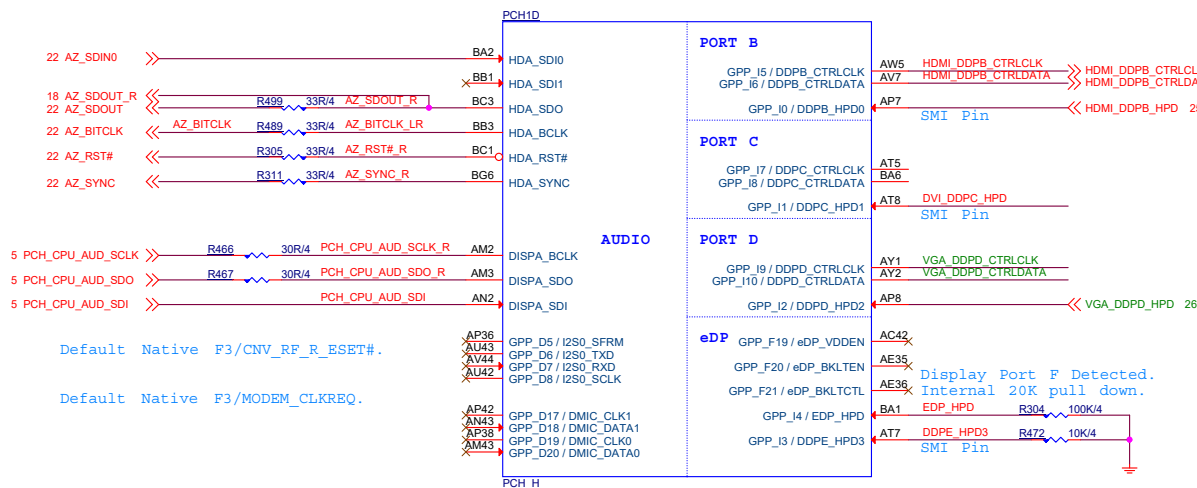 PCH1D
22 AZ_SDIN0 BA2 HDA_SDI0
BB1 HDA_SDI1
18 AZ_SDOUT_R
22 AZ_SDOUT R499 33R/4 AZ_SDOUT_R BC3 HDA_SDO
22 AZ_BITCLK AZ_BITCLK R489 33R/4 AZ_BITCLK_LR BB3 HDA_BCLK
22 AZ_RST# R305 33R/4 AZ_RST#_R BC1 HDA_RST#
22 AZ_SYNC R311 33R/4 AZ_SYNC_R BG6 HDA_SYNC
AUDIO
5 PCH_CPU_AUD_SCLK R466 30R/4 PCH_CPU_AUD_SCLK_R AM2 DISPA_BCLK
5 PCH_CPU_AUD_SDO R467 30R/4 PCH_CPU_AUD_SDO_R AM3 DISPA_SDO
5 PCH_CPU_AUD_SDI PCH_CPU_AUD_SDI AN2 DISPA_SDI
AP36 GPP_D5 / I2S0_SFRM
Default Native F3/CNV_RF_R_ESET#.
AU43 GPP_D6 / I2S0_TXD
AV44 GPP_D7 / I2S0_RXD
AU42 GPP_D8 / I2S0_SCLK
Default Native F3/MODEM_CLKREQ.
AP42 GPP_D17 / DMIC_CLK1
AN43 GPP_D18 / DMIC_DATA1
AP38 GPP_D19 / DMIC_CLK0
AM43 GPP_D20 / DMIC_DATA0
PCH_H
PORT B
GPP_I5 / DDPB_CTRLCLK AW5 HDMI_DDPB_CTRLCLK HDMI_DDPB_CTRLCL
GPP_I6 / DDPB_CTRLDATA AV7 HDMI_DDPB_CTRLDATA HDMI_DDPB_CTRLDA
GPP_I0 / DDPB_HPD0 AP7 HDMI_DDPB_HPD 2
SMI Pin
PORT C
GPP_I7 / DDPC_CTRLCLK AT5
GPP_I8 / DDPC_CTRLDATA BA6
GPP_I1 / DDPC_HPD1 AT8 DVI_DDPC_HPD
SMI Pin
PORT D
GPP_I9 / DDPD_CTRLCLK AY1 VGA_DDPD_CTRLCLK
GPP_I10 / DDPD_CTRLDATA AY2 VGA_DDPD_CTRLDATA
GPP_I2 / DDPD_HPD2 AP8 VGA_DDPD_HPD 26
eDP
GPP_F19 / eDP_VDDEN AC42
GPP_F20 / eDP_BKLTEN AE35
Display Port F Detected.
GPP_F21 / eDP_BKLTCTL AE36
Internal 20K pull down.
GPP_I4 / EDP_HPD BA1 EDP_HPD R304 100K/4
GPP_I3 / DDPE_HPD3 AT7 DDPE_HPD3 R472 10K/4
SMI Pin